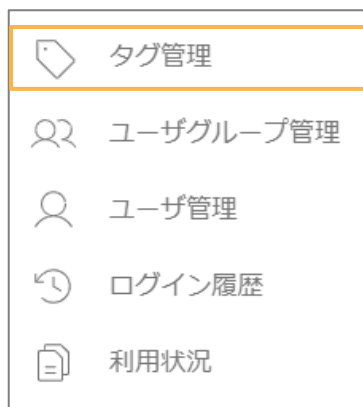 タグ管理
ユーザグループ管理
ユーザ管理
ログイン履歴
利用状況